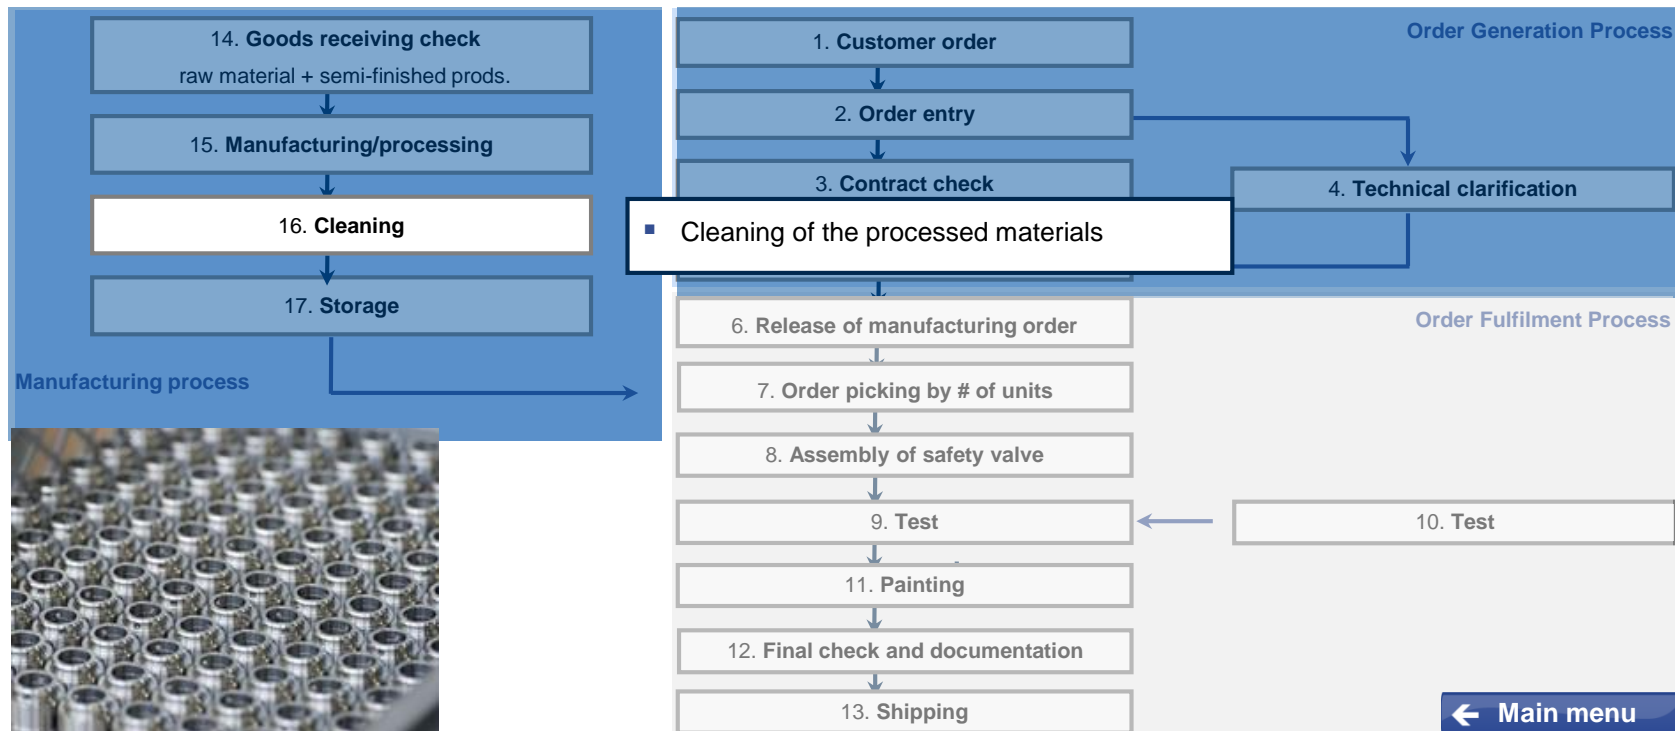 14. Goods receiving check
raw material + semi-finished prods.
15. Manufacturing/processing
16. Cleaning
17. Storage
Manufacturing process
Order Generation Process
1. Customer order
2. Order entry
3. Contract check
4. Technical clarification
▪ Cleaning of the processed materials
Order Fulfilment Process
6. Release of manufacturing order
7. Order picking by # of units
8. Assembly of safety valve
9. Test
10. Test
11. Painting
12. Final check and documentation
13. Shipping
← Main menu